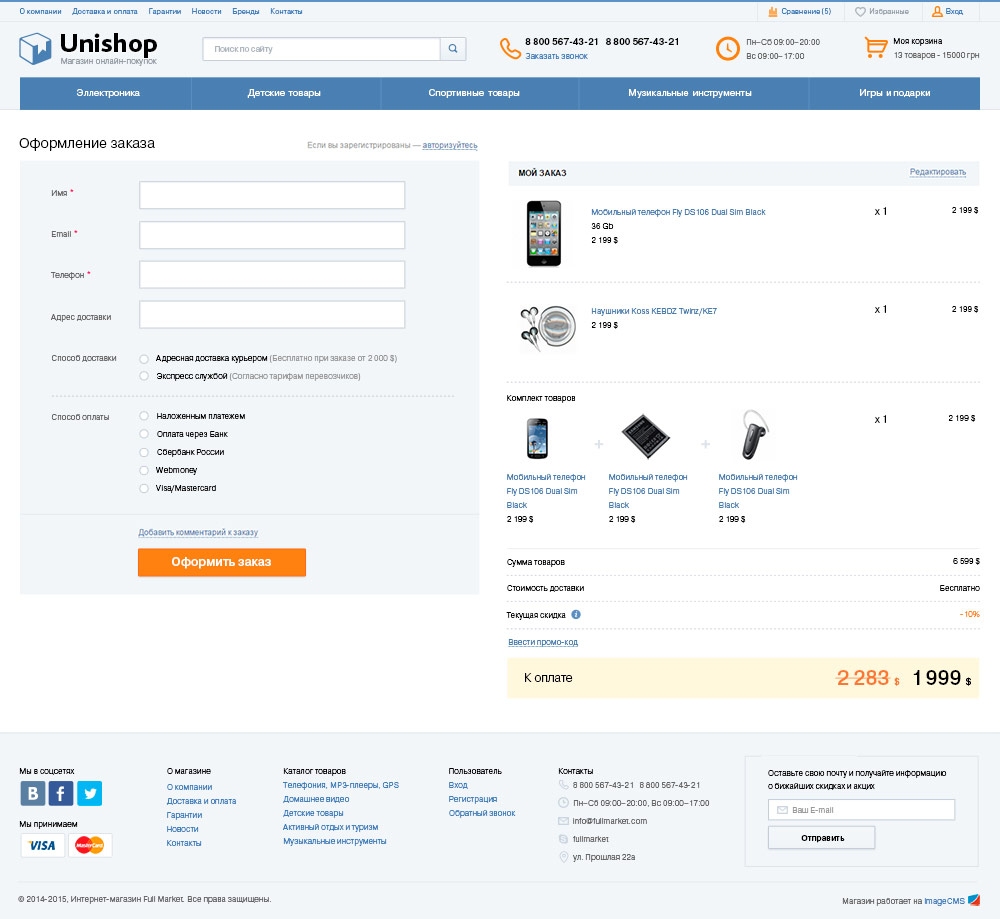 О компании Доставка и оплата Гарантии Новости Бренды Контакты Сравнение (5) Избранные Вход
Unishop
Магазин онлайн-покупок
Поиск по сайту
8 800 567-43-21 8 800 567-43-21
Заказать звонок
Пн-Сб 09:00-20:00
Вс 09:00-17:00
Моя корзина
13 товаров - 15000 грн
Эллектроника Детские товары Спортивные товары Музикальные инструменты Игры и подарки
Оформление заказа
Если вы зарегистрированы — авторизуйтесь
Имя *
Email *
Телефон *
Адрес доставки
Способ доставки
Адресная доставка курьером (Бесплатно при заказе от 2 000 $)
Экспресс службой (Согласно тарифам перевозчиков)
Способ оплаты
Наложенным платежем
Оплата через Банк
Сбербанк России
Webmoney
Visa/Mastercard
Добавить комментарий к заказу
Оформить заказ
МОЙ ЗАКАЗ Редактировать
Мобильный телефон Fly DS106 Dual Sim Black x 1 2 199 $
36 Gb
2 199 $
Наушники Koss KEBDZ Twinz/KE7 x 1 2 199 $
2 199 $
Комплект товаров
x 1 2 199 $
Мобильный телефон
Fly DS106 Dual Sim
Black
2 199 $
Мобильный телефон
Fly DS106 Dual Sim
Black
2 199 $
Мобильный телефон
Fly DS106 Dual Sim
Black
2 199 $
Сумма товаров 6 599 $
Стоимость доставки Бесплатно
Текущая скидка i -10%
Ввести промо-код
К оплате 2 283 $ 1 999 $
Мы в соцсетях
B f
Мы принимаем
VISA MasterCard
О магазине
О компании
Доставка и оплата
Гарантии
Новости
Контакты
Каталог товаров
Телефония, МР3-плееры, GPS
Домашнее видео
Детские товары
Активный отдых и туризм
Музыкальные инструменты
Пользователь
Вход
Регистрация
Обратный звонок
Контакты
8 800 567-43-21 8 800 567-43-21
Пн-Сб 09:00-20:00, Вс 09:00-17:00
info@fullmarket.com
fullmarket
ул. Прошлая 22а
Оставьте свою почту и получайте информацию
о бижайших скидках и акциях
Ваш E-mail
Отправить
© 2014-2015, Интернет-магазин Full Market. Все права защищены.
Магазин работает на ImageCMS